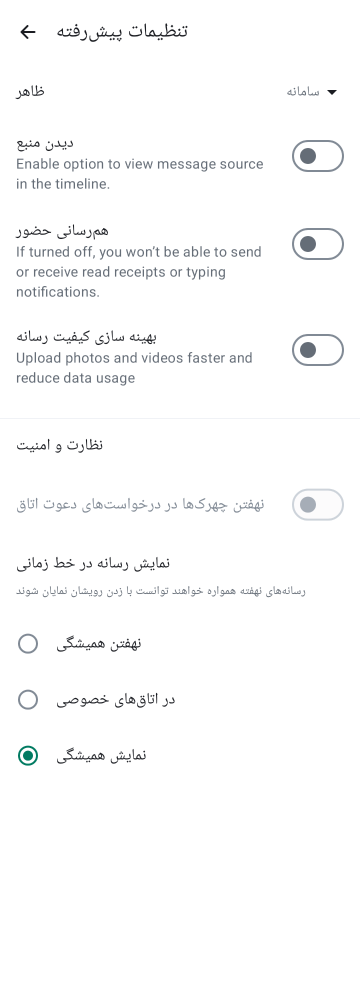 تنظیمات پیش‌رفته
ظاهر
سامانه
دیدن منبع
Enable option to view message source
in the timeline.
هم‌رسانی حضور
If turned off, you won’t be able to send
or receive read receipts or typing
notifications.
بهینه سازی کیفیت رسانه
Upload photos and videos faster and
reduce data usage
نظارت و امنیت
نهفتن چهرک‌ها در درخواست‌های دعوت اتاق
نمایش رسانه در خط زمانی
رسانه‌های نهفته همواره خواهند توانست با زدن رویشان نمایان شوند
نهفتن همیشگی
در اتاق‌های خصوصی
نمایش همیشگی